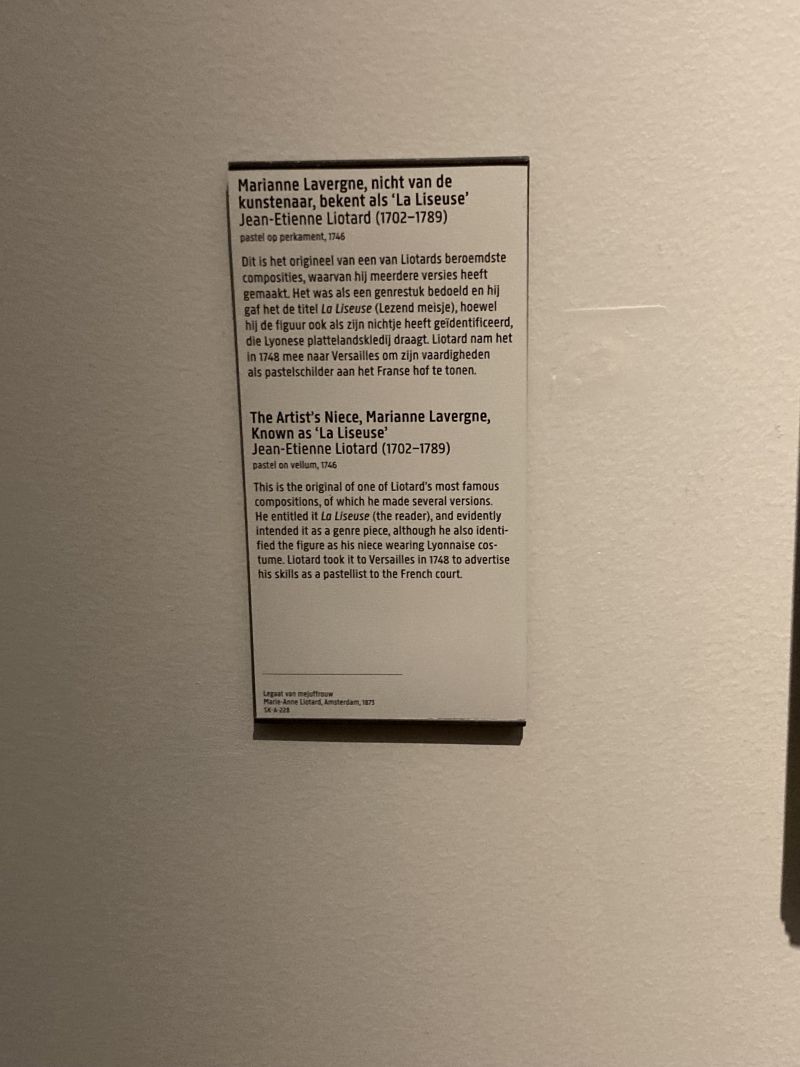 Marianne Lavergne, nicht van de
kunstenaar, bekent als ‘La Liseuse’
Jean-Etienne Liotard (1702–1789)
pastel op perkament, 1746
Dit is het origineel van een van Liotards beroemdste
composities, waarvan hij meerdere versies heeft
gemaakt. Het was als een genrestuk bedoeld en hij
gaf het de titel La Liseuse (Lezend meisje), hoewel
hij de figuur ook als zijn nichtje heeft geïdentificeerd,
die Lyonese plattelandskledij draagt. Liotard nam het
in 1748 mee naar Versailles om zijn vaardigheden
als pastelschilder aan het Franse hof te tonen.
The Artist’s Niece, Marianne Lavergne,
Known as ‘La Liseuse’
Jean-Etienne Liotard (1702–1789)
pastel on vellum, 1746
This is the original of one of Liotard’s most famous
compositions, of which he made several versions.
He entitled it La Liseuse (the reader), and evidently
intended it as a genre piece, although he also identi-
fied the figure as his niece wearing Lyonnaise cos-
tume. Liotard took it to Versailles in 1748 to advertise
his skills as a pastellist to the French court.
Legaat van mejuffrouw
Marie-Anne Liotard, Amsterdam, 1873
SK-A-228